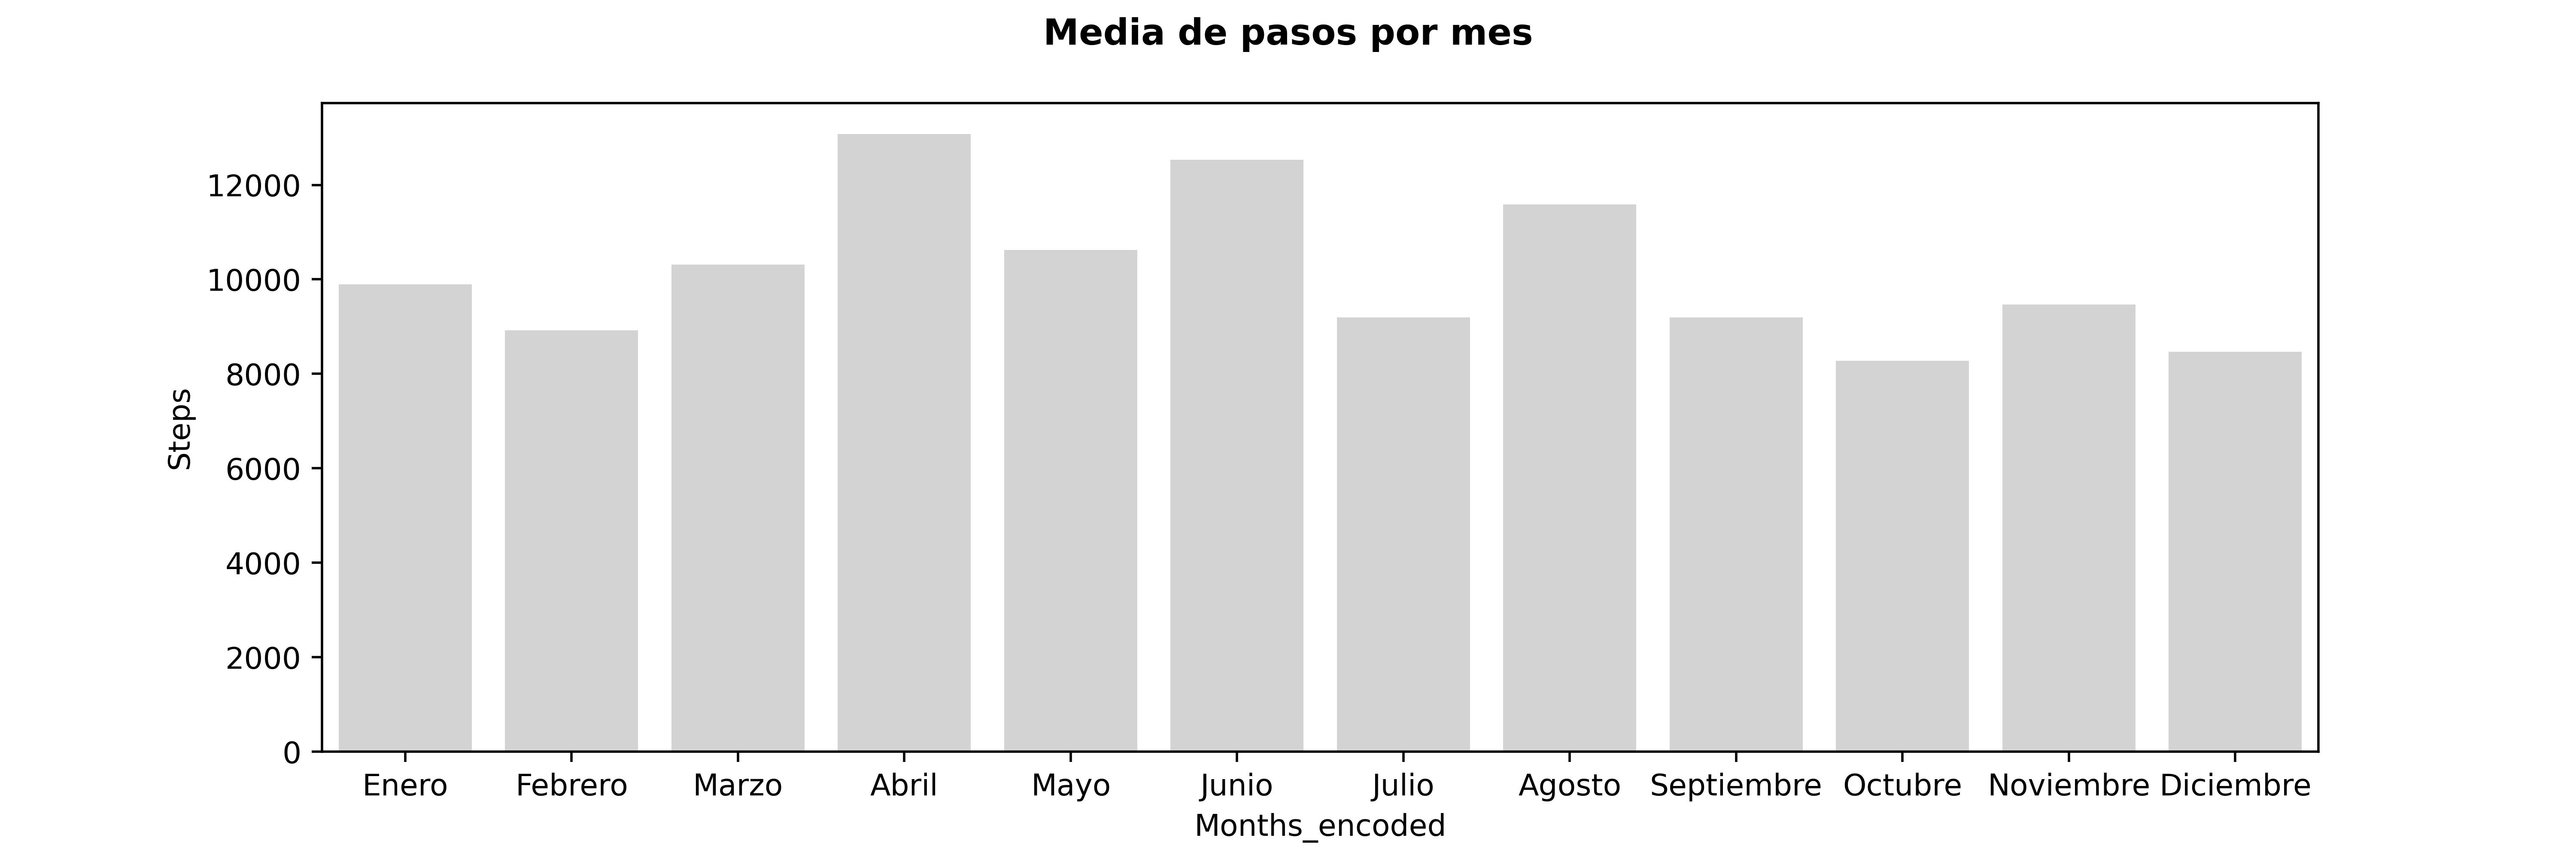 Media de pasos por mes
Steps
12000
10000
8000
6000
4000
2000
0
Enero Febrero Marzo Abril Mayo Junio Julio Agosto Septiembre Octubre Noviembre Diciembre
Months_encoded